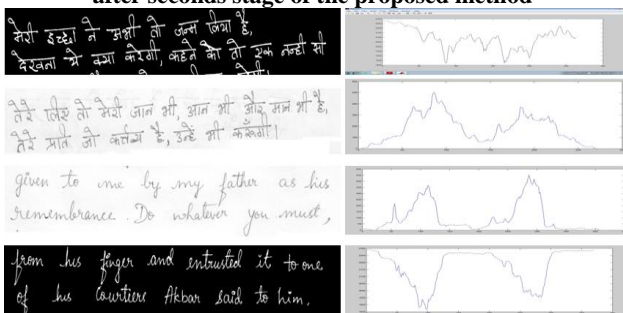 after seconds stage of the proposed method
मेरी इच्छा ने अभी तो जन्म लिया है,
देखना ये क्या करेगी, कहने को तो एक नन्ही सी
तेरे लिए तो मेरी जान भी, आन भी और मान भी है,
तेरे प्रति जो कर्तव्य है, उन्हें भी करूँगी।
given to me by my father as his
remembrance. Do whatever you must,
from his finger and entrusted it to one
of his Courtiers Akbar said to him,